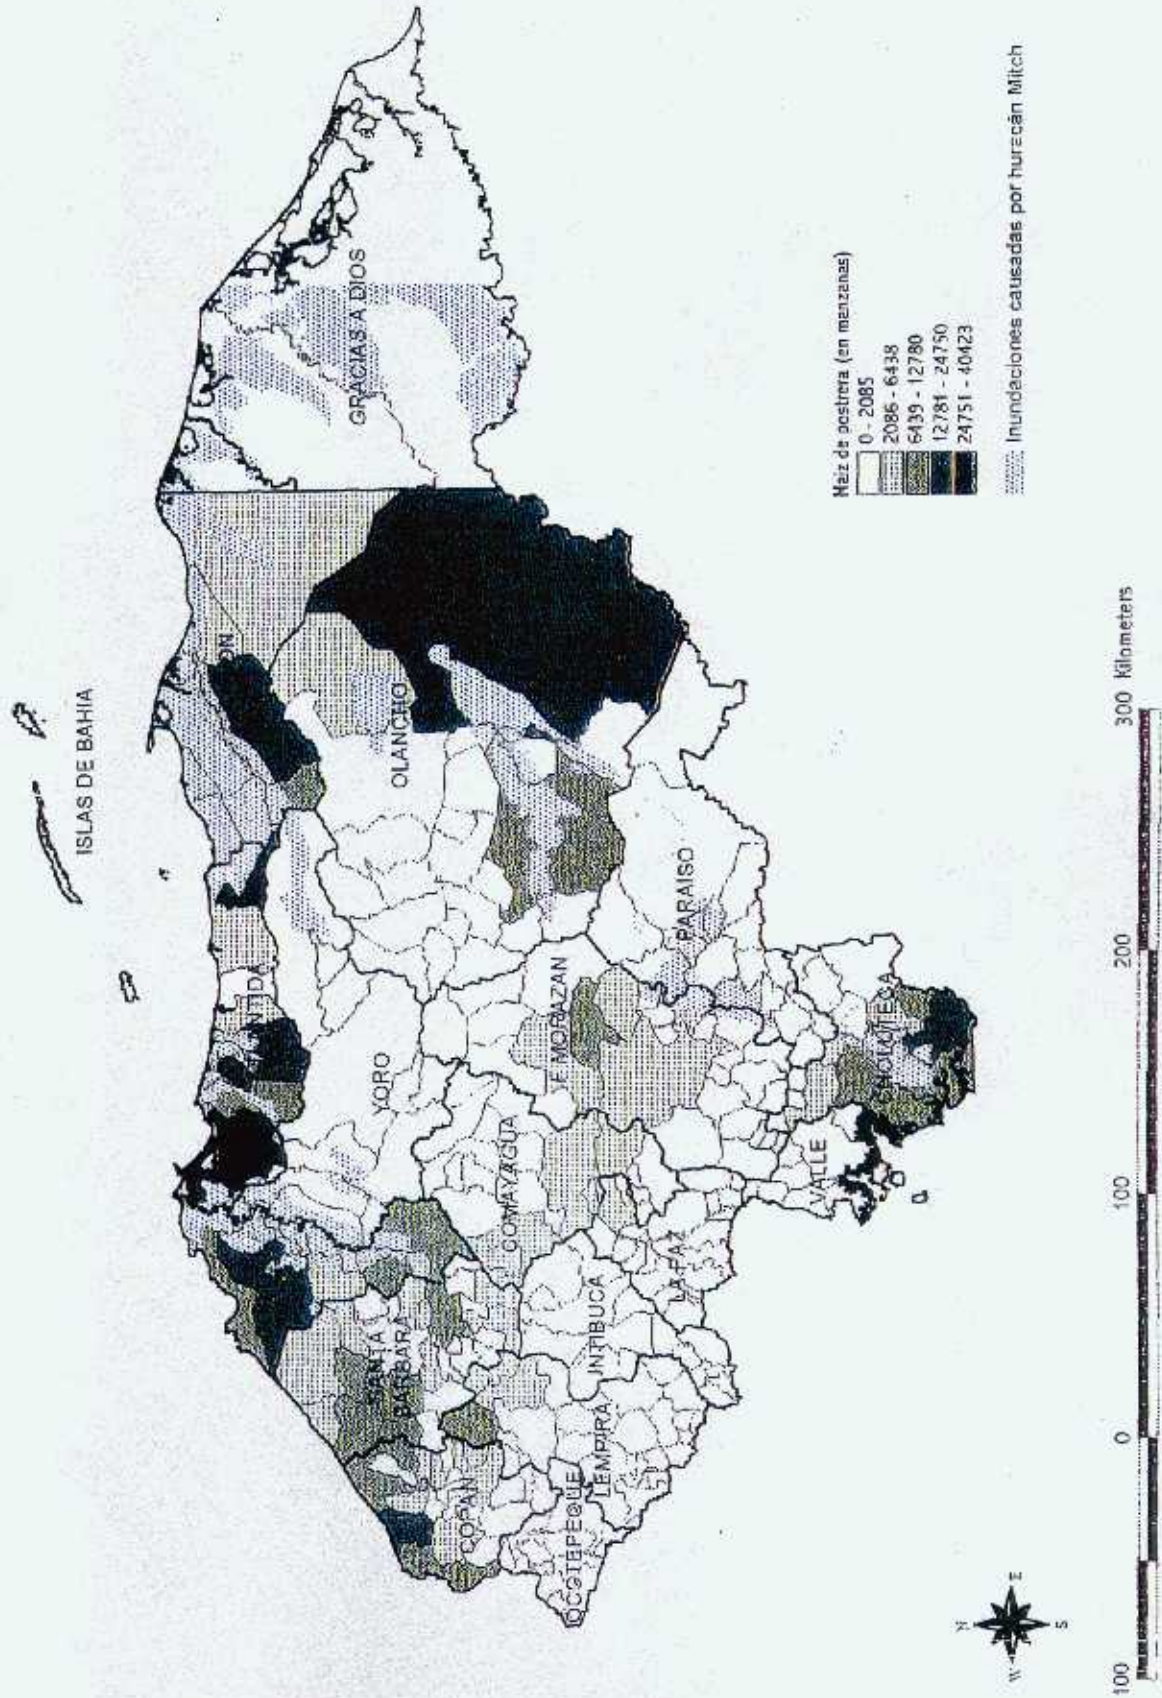 ISLAS DE BAHIA
GRACIAS A DIOS
OLANCHO
YORO
PARAISO
F MORAZAN
COMAYAGUA
SANTA
BARBARA
COPAN
OCOTEPEQUE
LEMPIRA
INTIBUCA
LA PAZ
VALLE
CHOLUTECA
Maiz de postrera (en manzanas)
0 - 2085
2086 - 6438
6439 - 12780
12781 - 24750
24751 - 40423
Inundaciones causadas por huracán Mitch
N
W
E
S
100 0 100 200 300 Kilometers